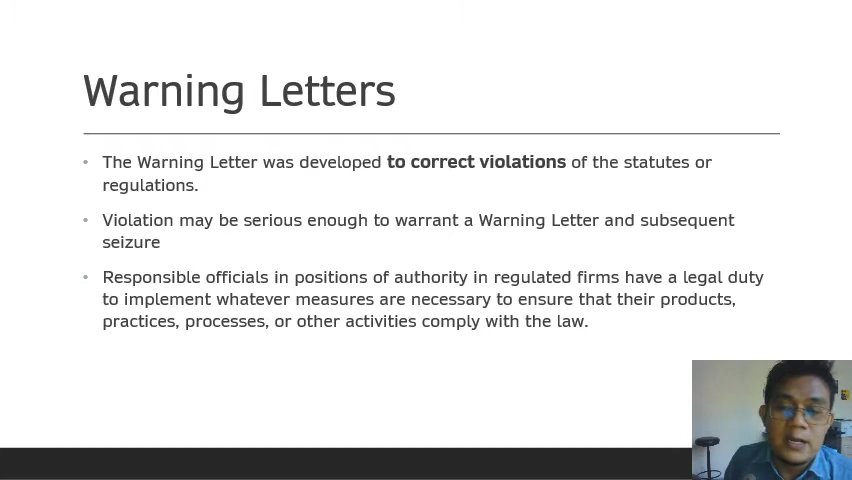 Warning Letters
• The Warning Letter was developed to correct violations of the statutes or
regulations.
• Violation may be serious enough to warrant a Warning Letter and subsequent
seizure
• Responsible officials in positions of authority in regulated firms have a legal duty
to implement whatever measures are necessary to ensure that their products,
practices, processes, or other activities comply with the law.